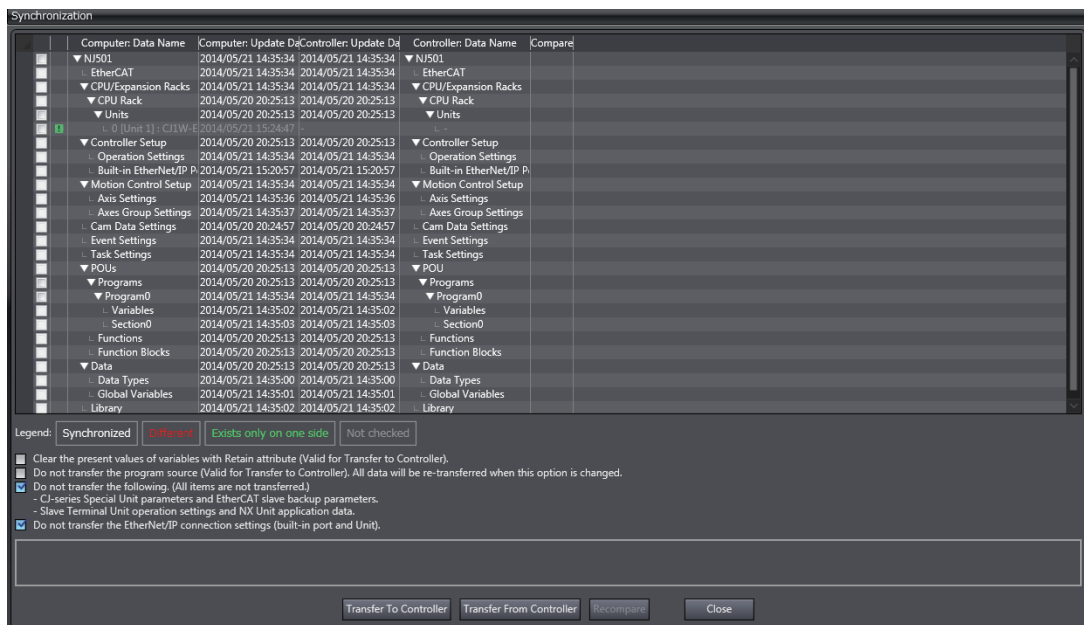 Synchronization
Computer: Data Name Computer: Update Da Controller: Update Da Controller: Data Name Compare
NJ501 2014/05/21 14:35:34 2014/05/21 14:35:34 NJ501
EtherCAT 2014/05/21 14:35:34 2014/05/21 14:35:34 EtherCAT
CPU/Expansion Racks 2014/05/21 14:35:34 2014/05/21 14:35:34 CPU/Expansion Racks
CPU Rack 2014/05/20 20:25:13 2014/05/20 20:25:13 CPU Rack
Units 2014/05/20 20:25:13 2014/05/20 20:25:13 Units
! 0 [Unit 1] : CJ1W-E 2014/05/21 15:24:47 - -
Controller Setup 2014/05/20 20:25:13 2014/05/20 20:25:13 Controller Setup
Operation Settings 2014/05/21 14:35:34 2014/05/21 14:35:34 Operation Settings
Built-in EtherNet/IP P 2014/05/21 15:20:57 2014/05/21 15:20:57 Built-in EtherNet/IP P
Motion Control Setup 2014/05/21 14:35:34 2014/05/21 14:35:34 Motion Control Setup
Axis Settings 2014/05/21 14:35:36 2014/05/21 14:35:36 Axis Settings
Axes Group Settings 2014/05/21 14:35:37 2014/05/21 14:35:37 Axes Group Settings
Cam Data Settings 2014/05/20 20:24:57 2014/05/20 20:24:57 Cam Data Settings
Event Settings 2014/05/21 14:35:34 2014/05/21 14:35:34 Event Settings
Task Settings 2014/05/21 14:35:34 2014/05/21 14:35:34 Task Settings
POUs 2014/05/20 20:25:13 2014/05/20 20:25:13 POU
Programs 2014/05/20 20:25:13 2014/05/20 20:25:13 Programs
Program0 2014/05/21 14:35:34 2014/05/21 14:35:34 Program0
Variables 2014/05/21 14:35:02 2014/05/21 14:35:02 Variables
Section0 2014/05/21 14:35:03 2014/05/21 14:35:03 Section0
Functions 2014/05/20 20:25:13 2014/05/20 20:25:13 Functions
Function Blocks 2014/05/20 20:25:13 2014/05/20 20:25:13 Function Blocks
Data 2014/05/20 20:25:13 2014/05/20 20:25:13 Data
Data Types 2014/05/21 14:35:00 2014/05/21 14:35:00 Data Types
Global Variables 2014/05/21 14:35:01 2014/05/21 14:35:01 Global Variables
Library 2014/05/21 14:35:02 2014/05/21 14:35:02 Library
Legend: Synchronized Different Exists only on one side Not checked
Clear the present values of variables with Retain attribute (Valid for Transfer to Controller).
Do not transfer the program source (Valid for Transfer to Controller). All data will be re-transferred when this option is changed.
Do not transfer the following. (All items are not transferred.)
- CJ-series Special Unit parameters and EtherCAT slave backup parameters.
- Slave Terminal Unit operation settings and NX Unit application data.
Do not transfer the EtherNet/IP connection settings (built-in port and Unit).
Transfer To Controller Transfer From Controller Recompare Close